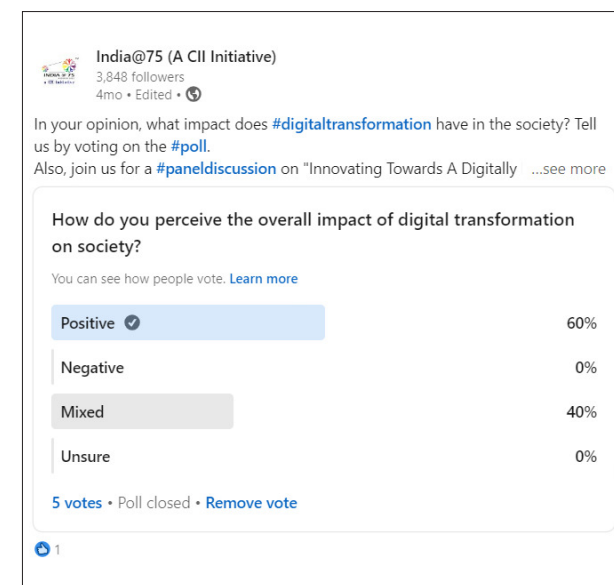 INDIA @ 75
India@75 (A CII Initiative)
3,848 followers
4mo • Edited •
In your opinion, what impact does #digitaltransformation have in the society? Tell
us by voting on the #poll.
Also, join us for a #paneldiscussion on "Innovating Towards A Digitally ...see more
How do you perceive the overall impact of digital transformation
on society?
You can see how people vote. Learn more
Positive 60%
Negative 0%
Mixed 40%
Unsure 0%
5 votes • Poll closed • Remove vote
1